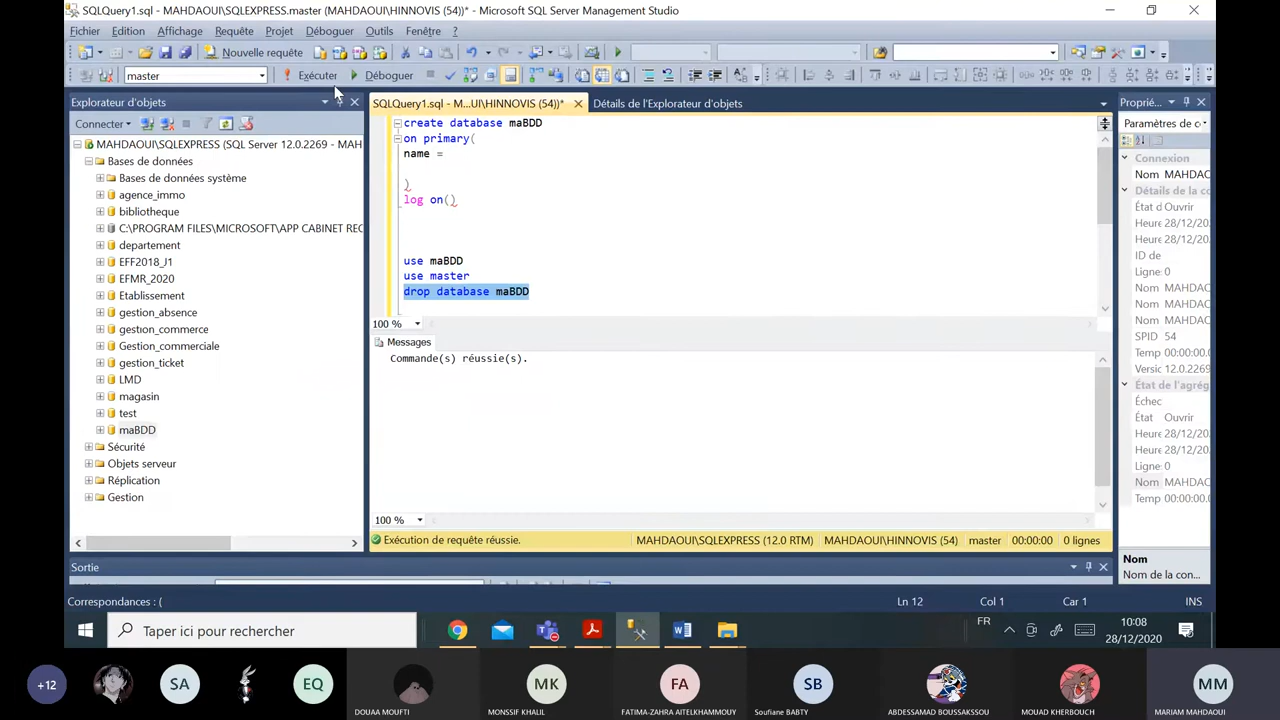 SQLQuery1.sql - MAHDAOUI\SQLEXPRESS.master (MAHDAOUI\HINNOVIS (54))* - Microsoft SQL Server Management Studio
Fichier Edition Affichage Requête Projet Déboguer Outils Fenêtre ?
Nouvelle requête
master Exécuter Déboguer
Explorateur d'objets
Connecter
MAHDAOUI\SQLEXPRESS (SQL Server 12.0.2269 - MAH
Bases de données
Bases de données système
agence_immo
bibliotheque
C:\PROGRAM FILES\MICROSOFT\APP CABINET REC
departement
EFF2018_J1
EFMR_2020
Etablissement
gestion_absence
gestion_commerce
Gestion_commerciale
gestion_ticket
LMD
magasin
test
maBDD
Sécurité
Objets serveur
Réplication
Gestion
SQLQuery1.sql - M...UI\HINNOVIS (54))* Détails de l'Explorateur d'objets
create database maBDD
on primary(
name =
)
log on()
use maBDD
use master
drop database maBDD
100 %
Messages
Commande(s) réussie(s).
100 %
Exécution de requête réussie. MAHDAOUI\SQLEXPRESS (12.0 RTM) MAHDAOUI\HINNOVIS (54) master 00:00:00 0 lignes
Proprié...
Paramètres de c
Connexion
Nom MAHDAC
Détails de la co
État d Ouvrir
Heure 28/12/20
Heure 28/12/20
ID de
Ligne: 0
Nom MAHDAC
Nom MAHDAC
Nom MAHDAC
SPID 54
Temp 00:00:00.0
Versic 12.0.2269
État de l'agrég
Échec
État Ouvrir
Heure 28/12/20
Heure 28/12/20
Ligne: 0
Nom MAHDAC
Temp 00:00:00.0
Nom
Nom de la con...
Sortie
Correspondances : ( Ln 12 Col 1 Car 1 INS
Taper ici pour rechercher
FR
10:08
28/12/2020
+12 SA EQ MK FA SB MM
DOUAA MOUFTI MONSSIF KHALIL FATIMA-ZAHRA AITELKHAMMOUY Soufiane BABTY ABDESSAMAD BOUSSAKSOU MOUAD KHERBOUCH MARIAM MAHDAOUI